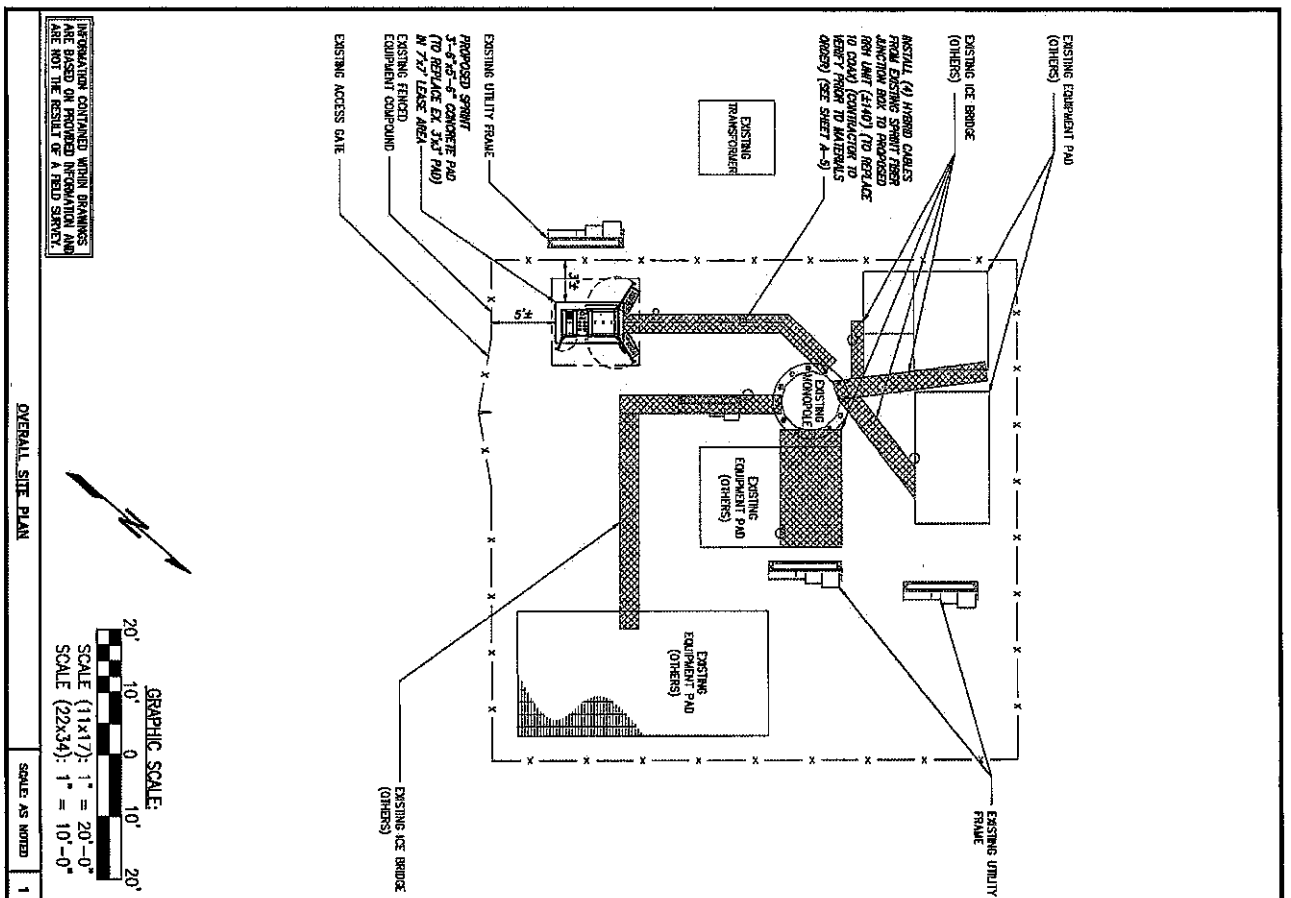 EXISTING EQUIPMENT PAD
(OTHERS)
EXISTING ICE BRIDGE
(OTHERS)
INSTALL (4) HYBRID CABLES
FROM EXISTING SPRINT FIBER
JUNCTION BOX TO PROPOSED
RRH UNIT (±140') (TO REPLACE
10 COAX) (CONTRACTOR TO
VERIFY PRIOR TO MATERIALS
ORDER) (SEE SHEET A-5)
EXISTING
TRANSFORMER
EXISTING UTILITY FRAME
PROPOSED SPRINT
3'-6"x5'-6" CONCRETE PAD
(TO REPLACE EX. 3'x3' PAD)
IN 7'x7' LEASE AREA
EXISTING FENCED
EQUIPMENT COMPOUND
EXISTING ACCESS GATE
3'±
5'±
EXISTING
MONOPOLE
EXISTING
EQUIPMENT PAD
(OTHERS)
EXISTING
EQUIPMENT PAD
(OTHERS)
EXISTING UTILITY
FRAME
EXISTING ICE BRIDGE
(OTHERS)
INFORMATION CONTAINED WITHIN DRAWINGS
ARE BASED ON PROVIDED INFORMATION AND
ARE NOT THE RESULT OF A FIELD SURVEY.
N
GRAPHIC SCALE:
20' 10' 0 10' 20'
SCALE (11x17): 1" = 20'-0"
SCALE (22x34): 1" = 10'-0"
OVERALL SITE PLAN
SCALE: AS NOTED
1